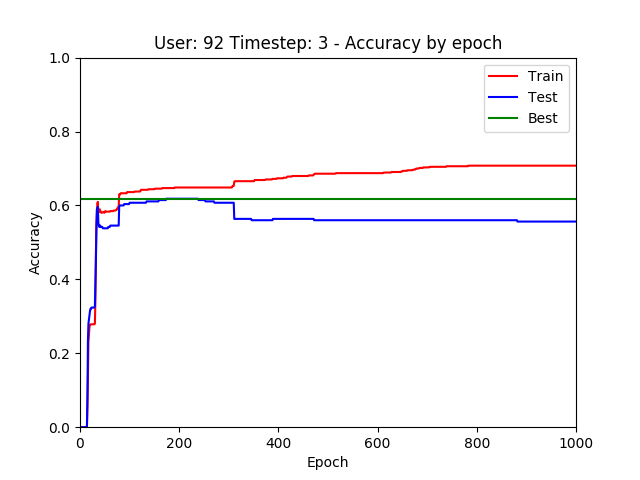 User: 92 Timestep: 3 - Accuracy by epoch
1.0
Train
Test
Best
0.8
0.6
0.4
0.2
0.0
Accuracy
0 200 400 600 800 1000
Epoch